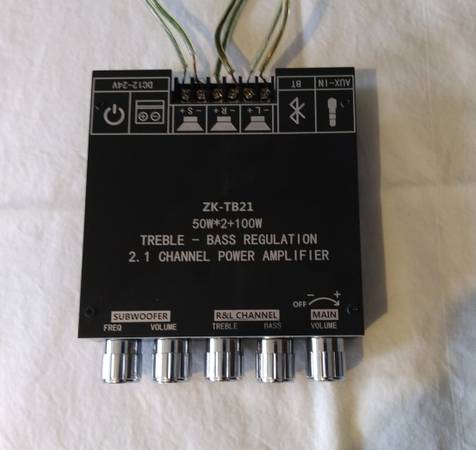 DC12-24V
- S +
- R +
- L +
BT
AUX-IN
ZK-TB21
50W*2+100W
TREBLE - BASS REGULATION
2.1 CHANNEL POWER AMPLIFIER
OFF - +
SUBWOOFER
R&L CHANNEL
MAIN
FREQ
VOLUME
TREBLE
BASS
VOLUME